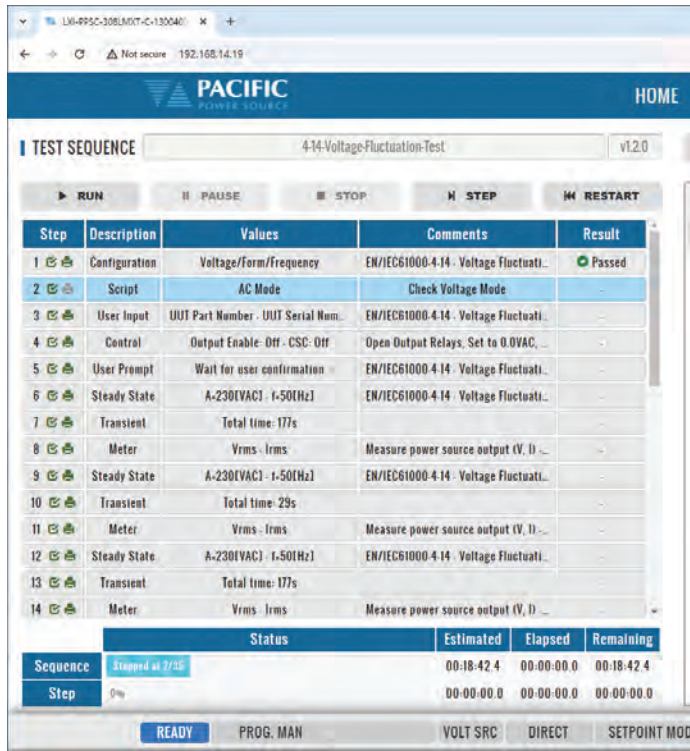 LXI-PPSC-308LMXT-C-130040
Not secure 192.168.14.19
PACIFIC
POWER SOURCE
HOME
TEST SEQUENCE 4-14-Voltage-Fluctuation-Test v1.2.0
RUN PAUSE STOP STEP RESTART
Step Description Values Comments Result
1 Configuration Voltage/Form/Frequency EN/IEC61000-4-14 - Voltage Fluctuati... Passed
2 Script AC Mode Check Voltage Mode -
3 User Input UUT Part Number - UUT Serial Num... EN/IEC61000-4-14 - Voltage Fluctuati... -
4 Control Output Enable: Off - CSC: Off Open Output Relays, Set to 0.0VAC, ... -
5 User Prompt Wait for user confirmation EN/IEC61000-4-14 - Voltage Fluctuati... -
6 Steady State A=230[VAC] - f=50[Hz] EN/IEC61000-4-14 - Voltage Fluctuati... -
7 Transient Total time: 177s -
8 Meter Vrms - Irms Measure power source output (V, I) -... -
9 Steady State A=230[VAC] - f=50[Hz] EN/IEC61000-4-14 - Voltage Fluctuati... -
10 Transient Total time: 29s -
11 Meter Vrms - Irms Measure power source output (V, I) -... -
12 Steady State A=230[VAC] - f=50[Hz] EN/IEC61000-4-14 - Voltage Fluctuati... -
13 Transient Total time: 177s -
14 Meter Vrms - Irms Measure power source output (V, I) -... -
Status Estimated Elapsed Remaining
Sequence Stopped at 2/35 00:18:42.4 00:00:00.0 00:18:42.4
Step 0% 00:00:00.0 00:00:00.0 00:00:00.0
READY PROG. MAN VOLT SRC DIRECT SETPOINT MOD